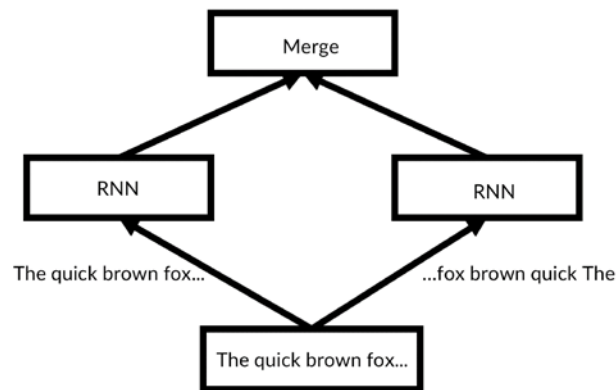 Merge
RNN
RNN
The quick brown fox...
...fox brown quick The
The quick brown fox...